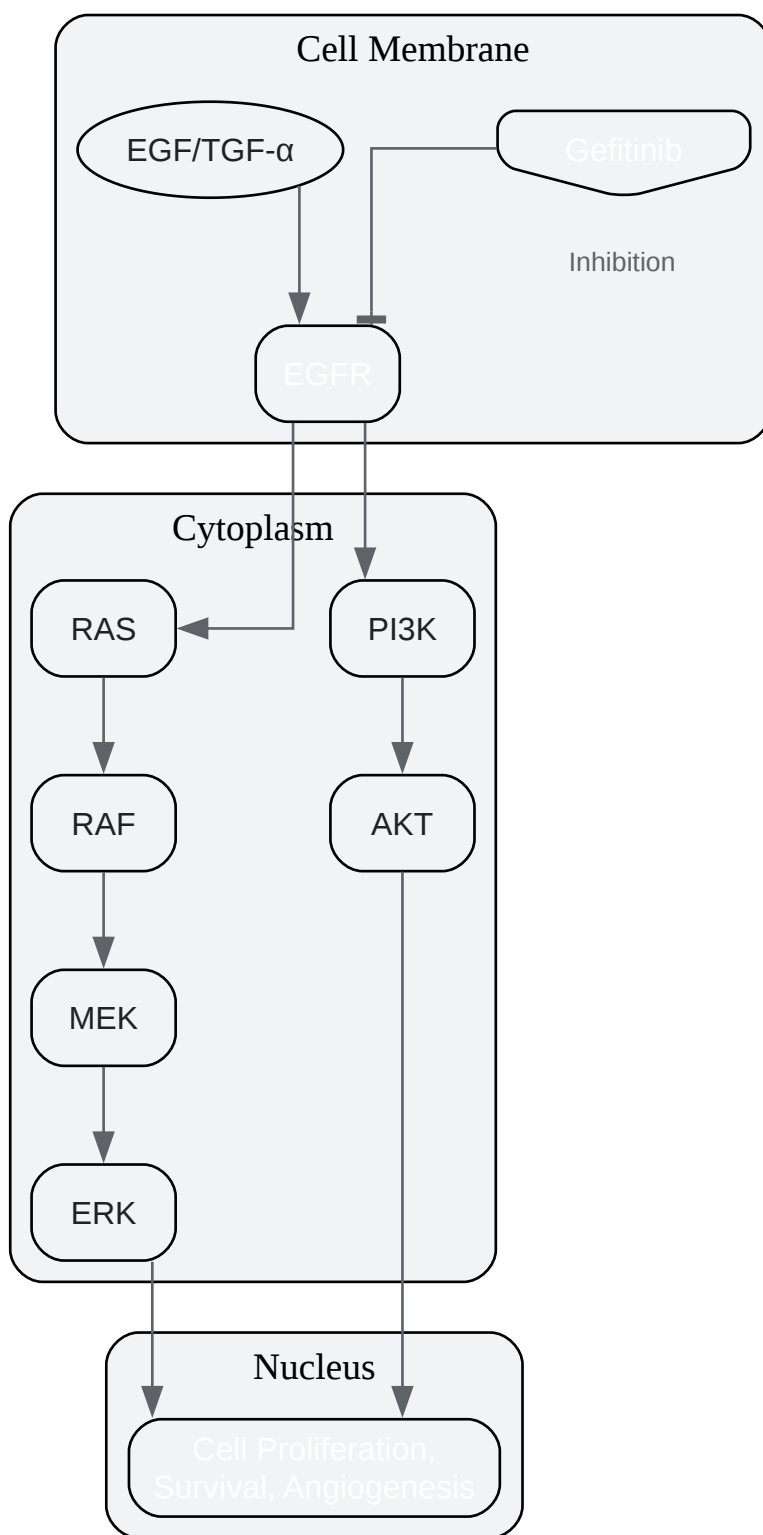 Cell Membrane
EGF/TGF-α
Gefitinib
Inhibition
EGFR
Cytoplasm
RAS
PI3K
RAF
AKT
MEK
ERK
Nucleus
Cell Proliferation,
Survival, Angiogenesis